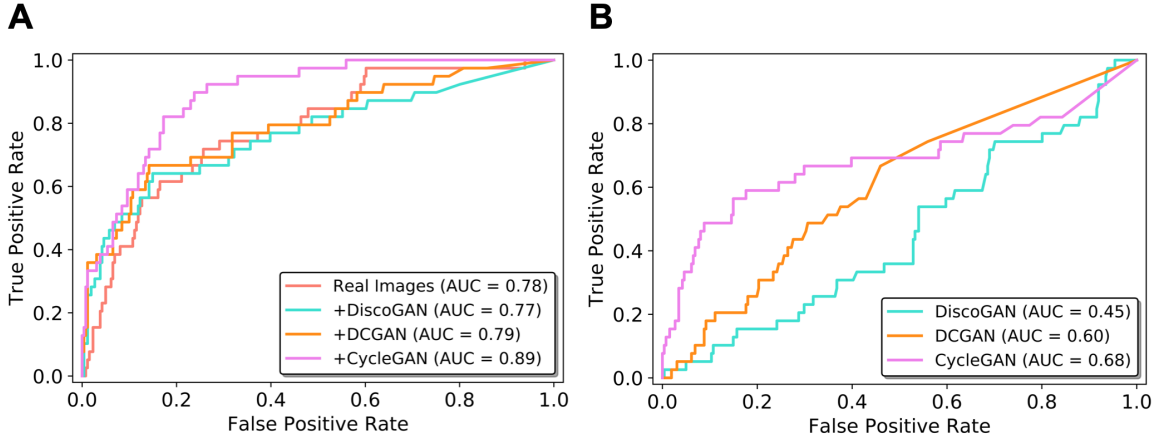 A
True Positive Rate
1.0
0.8
0.6
0.4
0.2
0.0
Real Images (AUC = 0.78)
+DiscoGAN (AUC = 0.77)
+DCGAN (AUC = 0.79)
+CycleGAN (AUC = 0.89)
0.0 0.2 0.4 0.6 0.8 1.0
False Positive Rate
B
True Positive Rate
1.0
0.8
0.6
0.4
0.2
0.0
DiscoGAN (AUC = 0.45)
DCGAN (AUC = 0.60)
CycleGAN (AUC = 0.68)
0.0 0.2 0.4 0.6 0.8 1.0
False Positive Rate